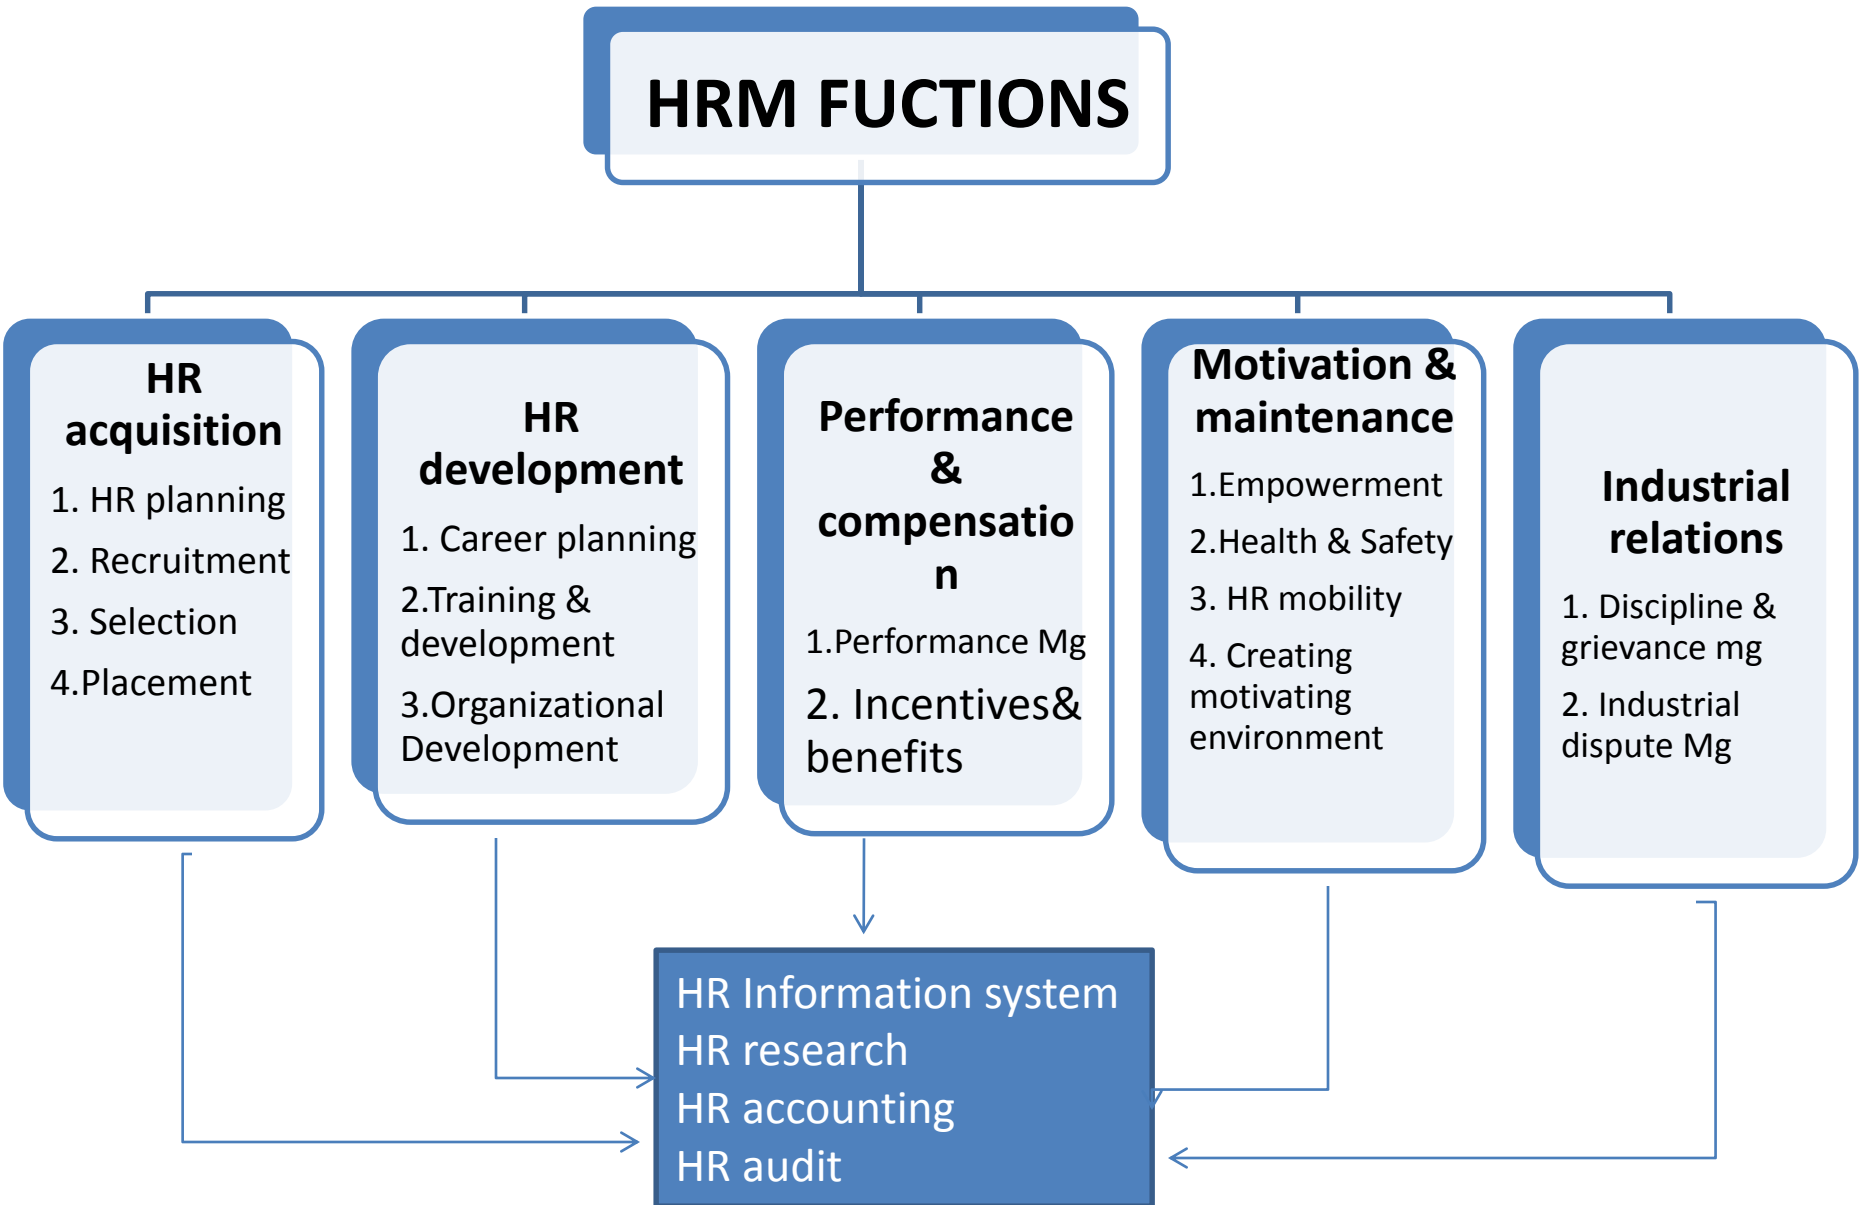 HRM FUCTIONS
HR
acquisition
1. HR planning
2. Recruitment
3. Selection
4.Placement
HR
development
1. Career planning
2.Training &
development
3.Organizational
Development
Performance
&
compensatio
n
1.Performance Mg
2. Incentives&
benefits
Motivation &
maintenance
1.Empowerment
2.Health & Safety
3. HR mobility
4. Creating
motivating
environment
Industrial
relations
1. Discipline &
grievance mg
2. Industrial
dispute Mg
HR Information system
HR research
HR accounting
HR audit